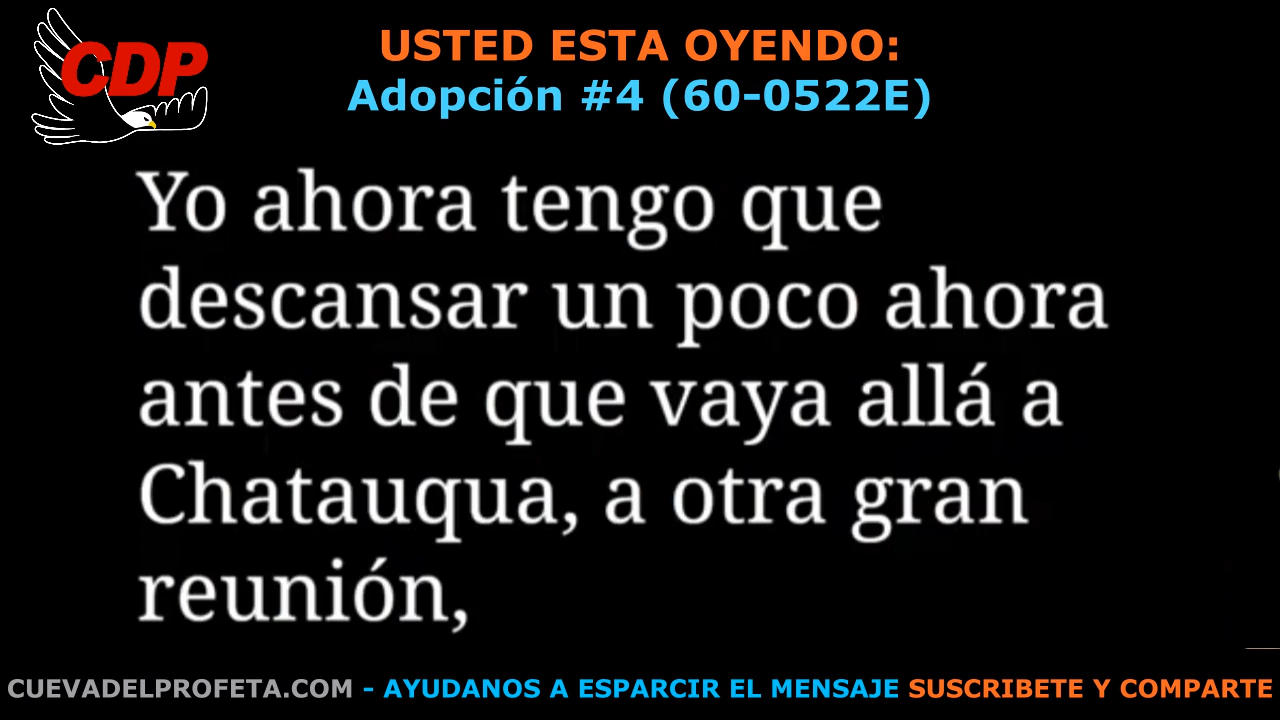 CDP
USTED ESTA OYENDO:
Adopción #4 (60-0522E)
Yo ahora tengo que
descansar un poco ahora
antes de que vaya allá a
Chatauqua, a otra gran
reunión,
CUEVADELPROFETA.COM - AYUDANOS A ESPARCIR EL MENSAJE SUSCRIBETE Y COMPARTE